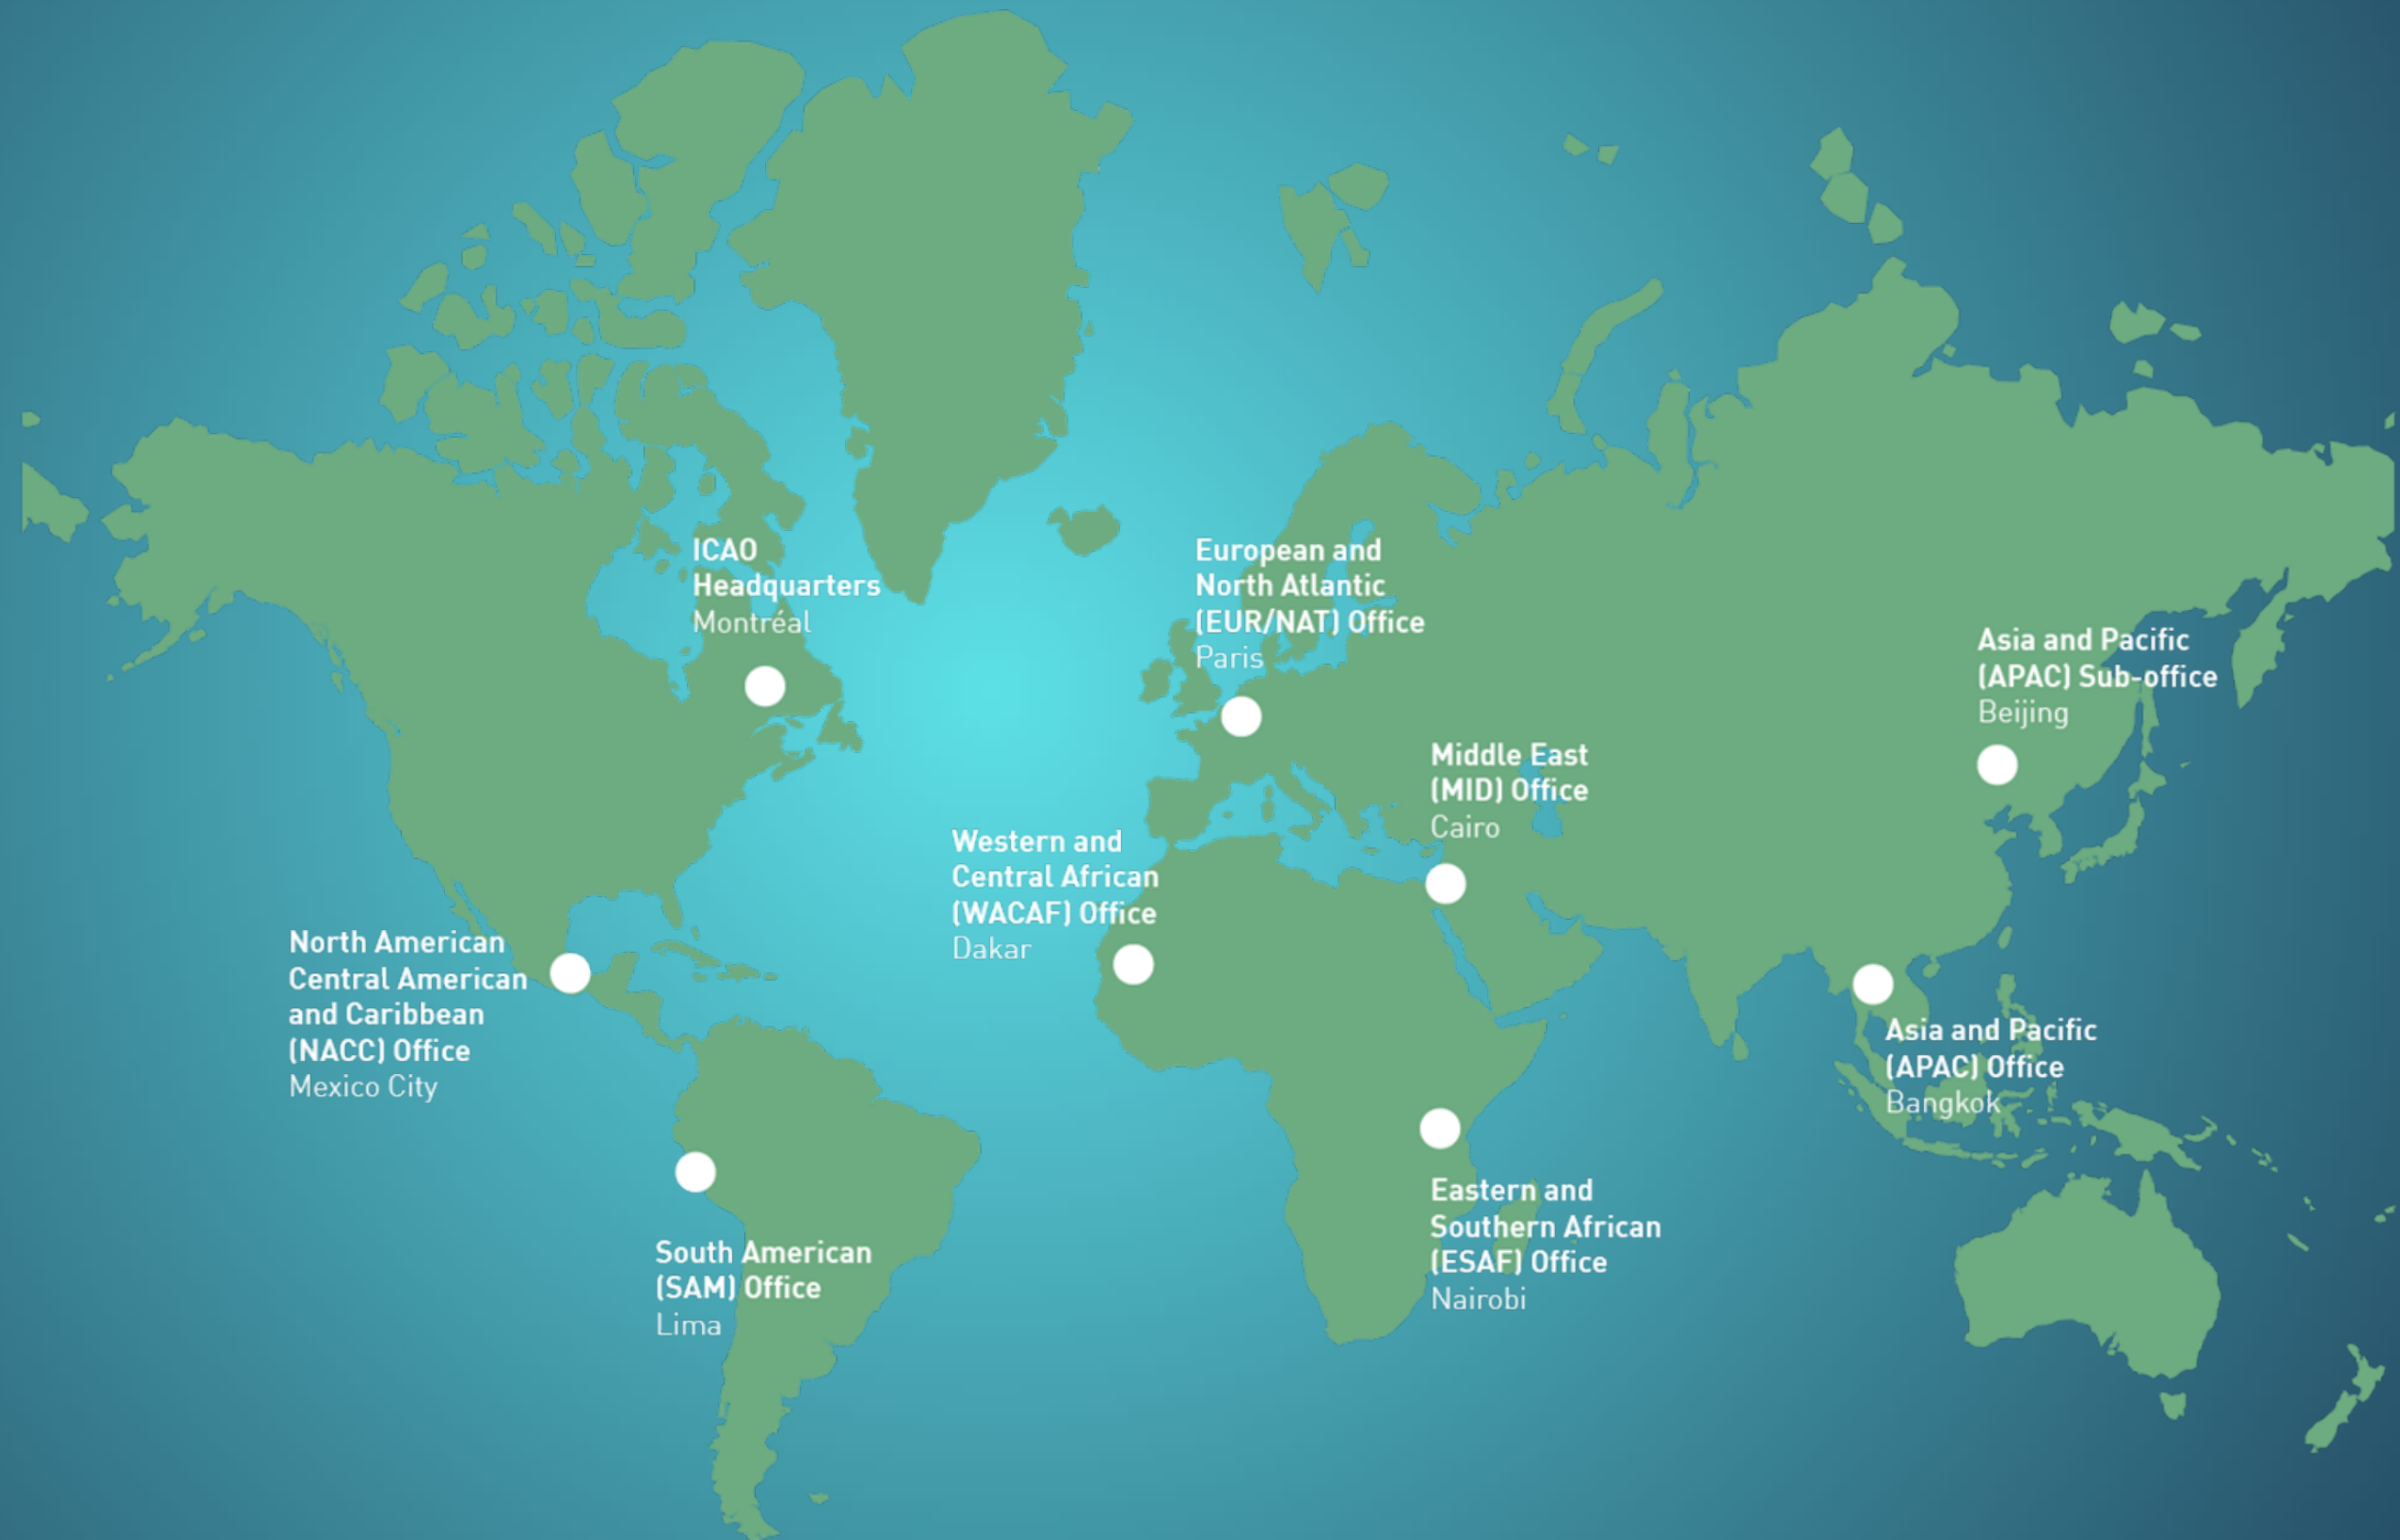 ICAO
Headquarters
Montréal
European and
North Atlantic
(EUR/NAT) Office
Paris
Asia and Pacific
(APAC) Sub-office
Beijing
Middle East
(MID) Office
Cairo
Western and
Central African
(WACAF) Office
Dakar
North American
Central American
and Caribbean
(NACC) Office
Mexico City
Asia and Pacific
(APAC) Office
Bangkok
Eastern and
Southern African
(ESAF) Office
Nairobi
South American
(SAM) Office
Lima